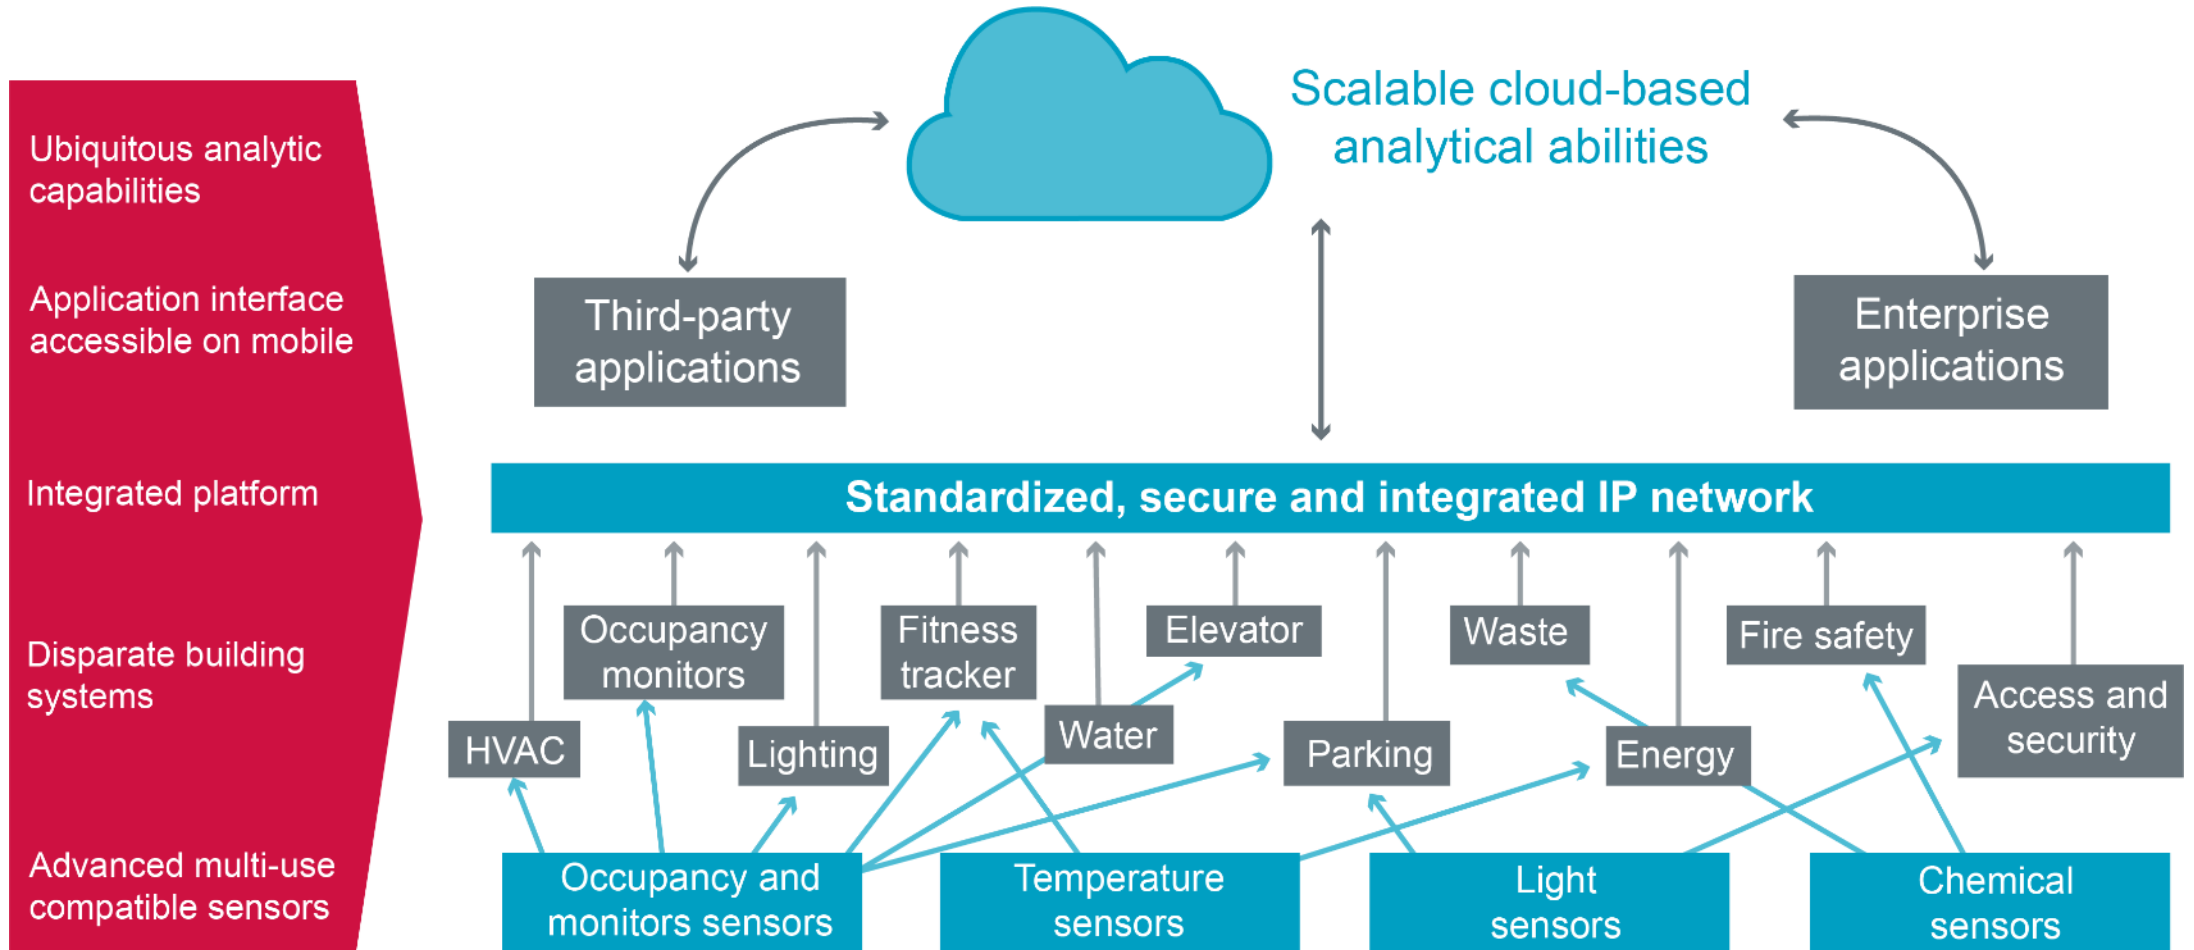 Ubiquitous analytic
capabilities
Application interface
accessible on mobile
Integrated platform
Disparate building
systems
Advanced multi-use
compatible sensors
Scalable cloud-based
analytical abilities
Third-party
applications
Enterprise
applications
Standardized, secure and integrated IP network
Occupancy
monitors
Fitness
tracker
Elevator
Waste
Fire safety
HVAC
Lighting
Water
Parking
Energy
Access and
security
Occupancy and
monitors sensors
Temperature
sensors
Light
sensors
Chemical
sensors